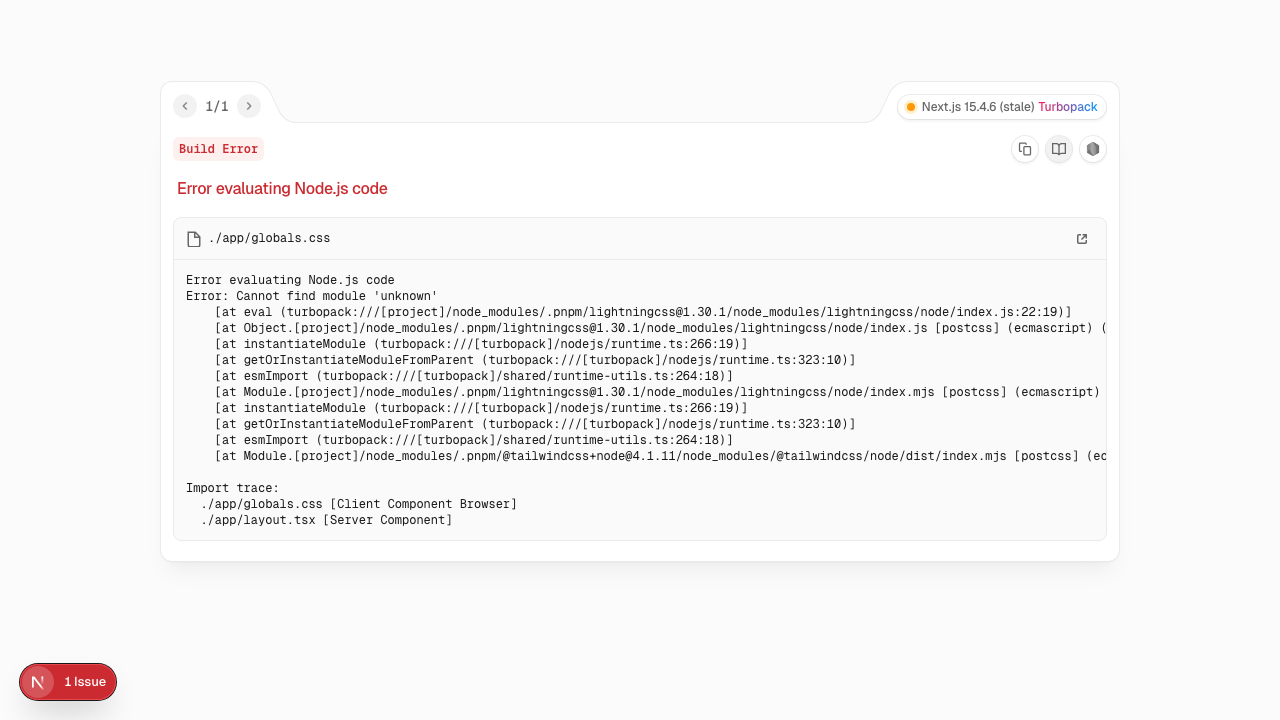 1/1
Next.js 15.4.6 (stale) Turbopack
Build Error
Error evaluating Node.js code
./app/globals.css
Error evaluating Node.js code
Error: Cannot find module 'unknown'
    [at eval (turbopack:///[project]/node_modules/.pnpm/lightningcss@1.30.1/node_modules/lightningcss/node/index.js:22:19)]
    [at Object.[project]/node_modules/.pnpm/lightningcss@1.30.1/node_modules/lightningcss/node/index.js [postcss] (ecmascript) (
    [at instantiateModule (turbopack:///[turbopack]/nodejs/runtime.ts:266:19)]
    [at getOrInstantiateModuleFromParent (turbopack:///[turbopack]/nodejs/runtime.ts:323:10)]
    [at esmImport (turbopack:///[turbopack]/shared/runtime-utils.ts:264:18)]
    [at Module.[project]/node_modules/.pnpm/lightningcss@1.30.1/node_modules/lightningcss/node/index.mjs [postcss] (ecmascript)
    [at instantiateModule (turbopack:///[turbopack]/nodejs/runtime.ts:266:19)]
    [at getOrInstantiateModuleFromParent (turbopack:///[turbopack]/nodejs/runtime.ts:323:10)]
    [at esmImport (turbopack:///[turbopack]/shared/runtime-utils.ts:264:18)]
    [at Module.[project]/node_modules/.pnpm/@tailwindcss+node@4.1.11/node_modules/@tailwindcss/node/dist/index.mjs [postcss] (ec
Import trace:
  ./app/globals.css [Client Component Browser]
  ./app/layout.tsx [Server Component]
N 1 Issue